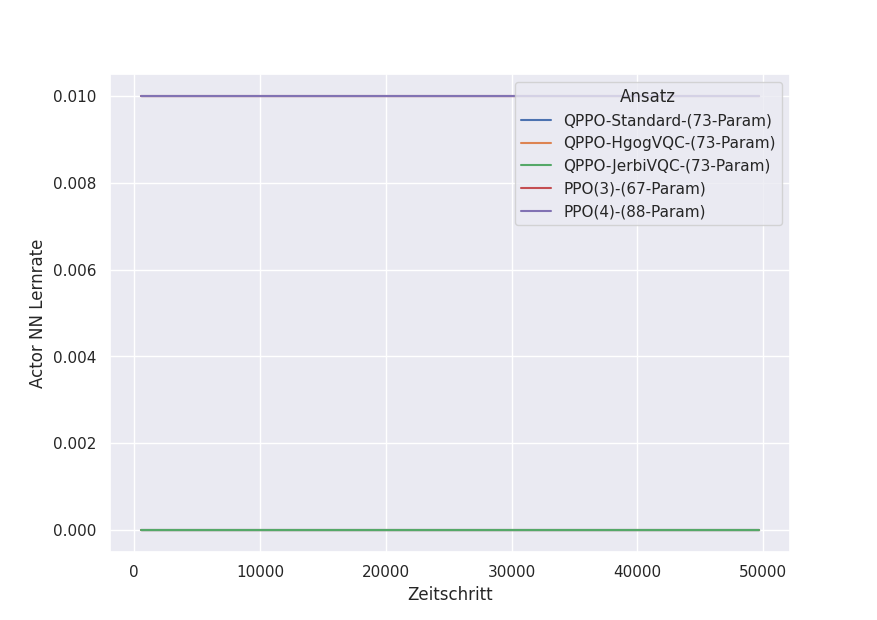 Ansatz
QPPO-Standard-(73-Param)
QPPO-HgogVQC-(73-Param)
QPPO-JerbiVQC-(73-Param)
PPO(3)-(67-Param)
PPO(4)-(88-Param)
Actor NN Lernrate
0.010
0.008
0.006
0.004
0.002
0.000
0 10000 20000 30000 40000 50000
Zeitschritt